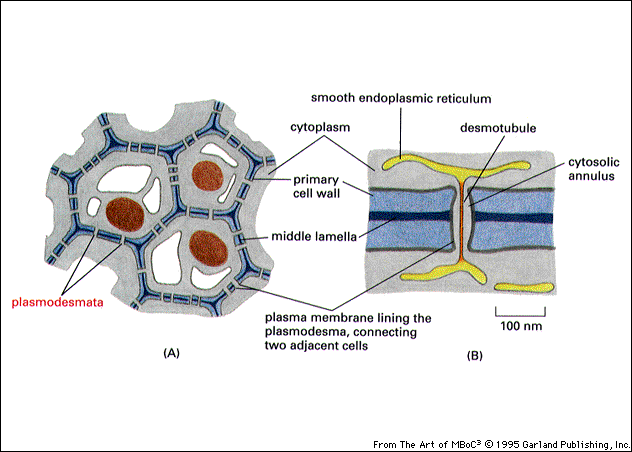 smooth endoplasmic reticulum
desmotubule
cytoplasm
cytosolic
annulus
primary
cell wall
middle lamella
plasmodesmata
plasma membrane lining the
plasmodesma, connecting
two adjacent cells
100 nm
(A)
(B)
From The Art of MBoC³ © 1995 Garland Publishing, Inc.